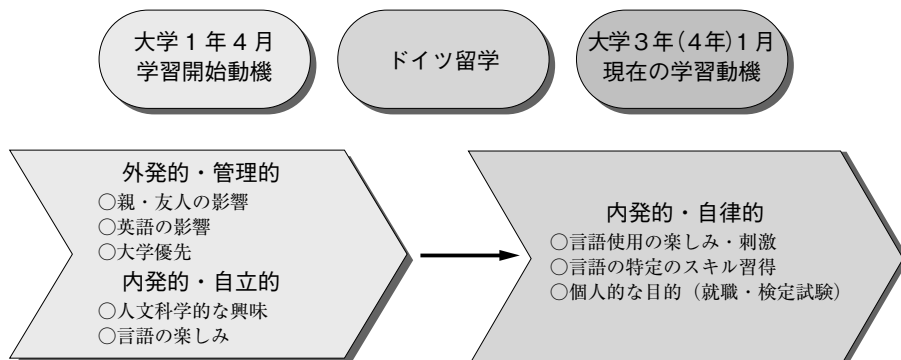 大学1年4月
学習開始動機
ドイツ留学
大学3年(4年)1月
現在の学習動機
外発的・管理的
○親・友人の影響
○英語の影響
○大学優先
内発的・自立的
○人文科学的な興味
○言語の楽しみ
内発的・自律的
○言語使用の楽しみ・刺激
○言語の特定のスキル習得
○個人的な目的（就職・検定試験）